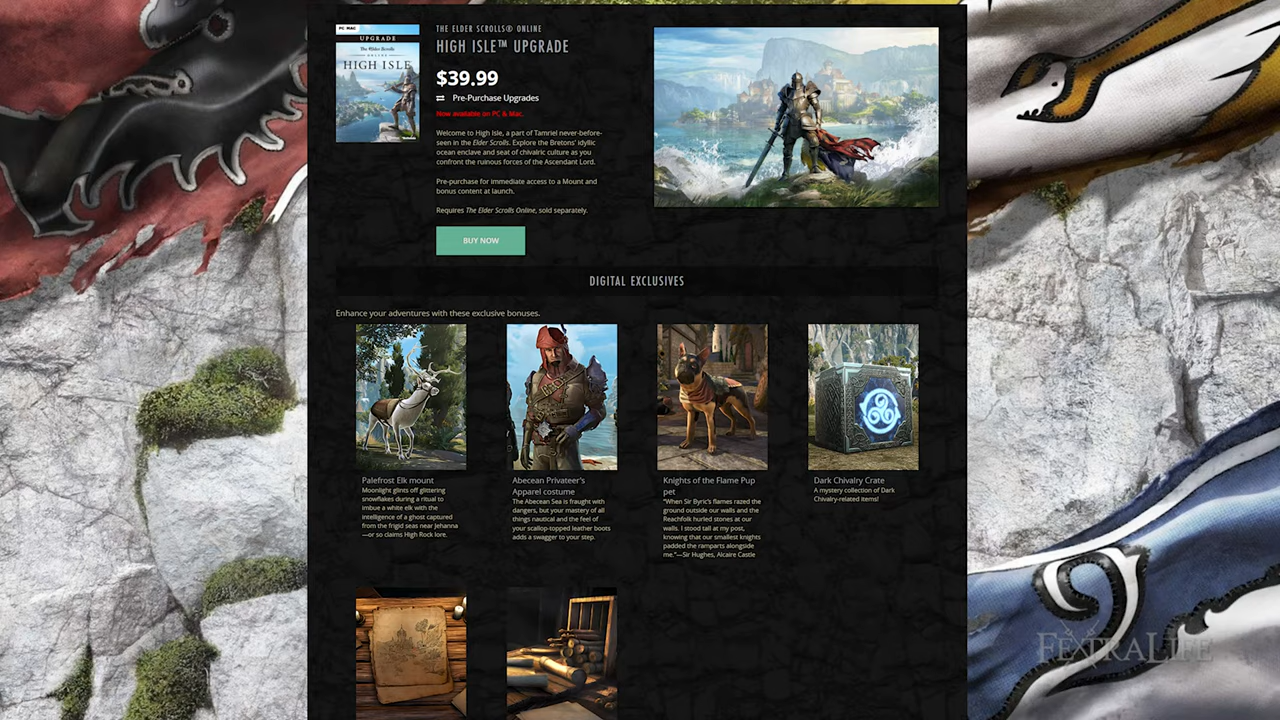 PC MAC
UPGRADE
The Elder Scrolls
ONLINE
HIGH ISLE
THE ELDER SCROLLS® ONLINE
HIGH ISLE™ UPGRADE
$39.99
Pre-Purchase Upgrades
Now available on PC & Mac.
Welcome to High Isle, a part of Tamriel never-before-
seen in the Elder Scrolls. Explore the Bretons' idyllic
ocean enclave and seat of chivalric culture as you
confront the ruinous forces of the Ascendant Lord.
Pre-purchase for immediate access to a Mount and
bonus content at launch.
Requires The Elder Scrolls Online, sold separately.
BUY NOW
DIGITAL EXCLUSIVES
Enhance your adventures with these exclusive bonuses.
Palefrost Elk mount
Moonlight glints off glittering
snowflakes during a ritual to
imbue a white elk with the
intelligence of a ghost captured
from the frigid seas near Jehanna
—or so claims High Rock lore.
Abecean Privateer's
Apparel costume
The Abecean Sea is fraught with
dangers, but your mastery of all
things nautical and the feel of
your scallop-topped leather boots
adds a swagger to your step.
Knights of the Flame Pup
pet
"When Sir Byric's flames razed the
ground outside our walls and the
Reachfolk hurled stones at our
walls. I stood tall at my post,
knowing that our smallest knights
padded the ramparts alongside
me."—Sir Hughes, Alcaire Castle
Dark Chivalry Crate
A mystery collection of Dark
Chivalry-related items!
FEXTRALIFE